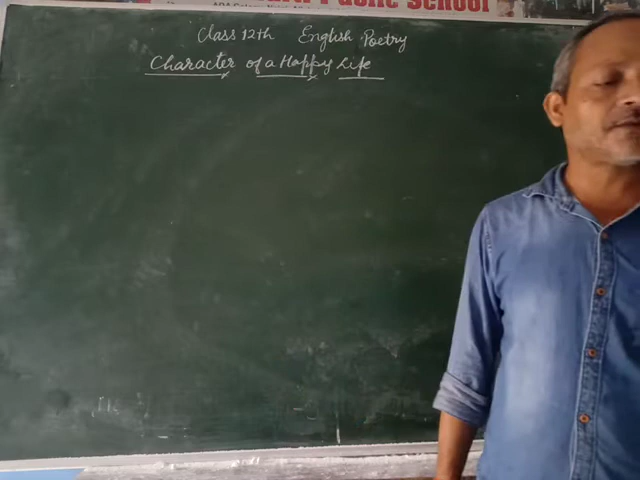 Public School
Class 12th English Poetry
Character of a Happy Life